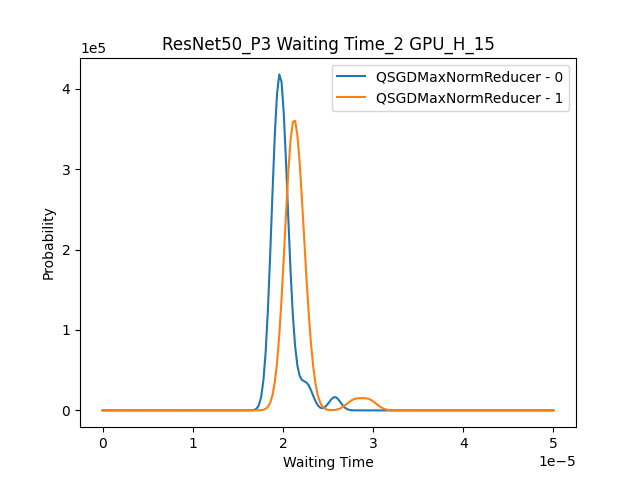 ResNet50_P3 Waiting Time_2 GPU_H_15
1e5
QSGDMaxNormReducer - 0
QSGDMaxNormReducer - 1
4
3
2
1
0
Probability
0 1 2 3 4 5
1e−5
Waiting Time